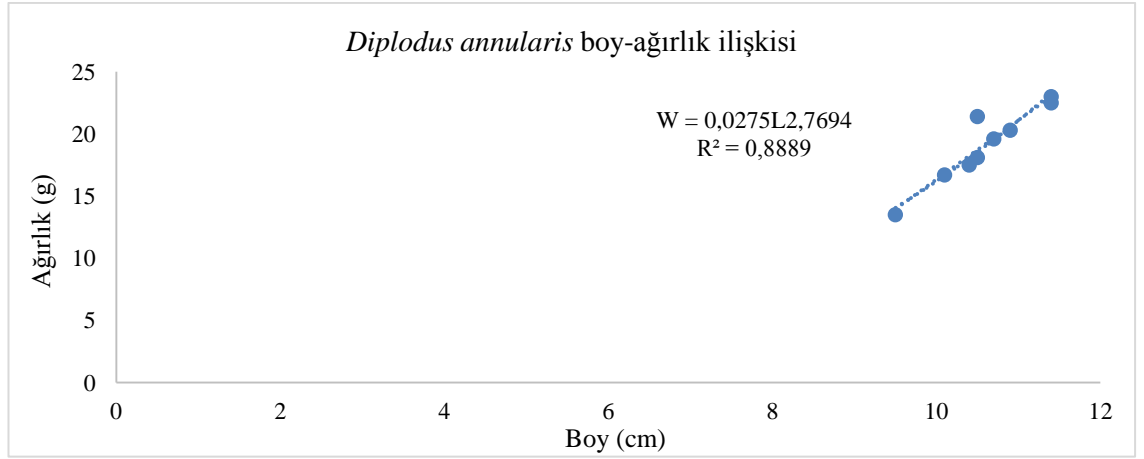 Diplodus annularis boy-ağırlık ilişkisi
W = 0,0275L2,7694
R² = 0,8889
Ağırlık (g)
25
20
15
10
5
0
0 2 4 6 8 10 12
Boy (cm)